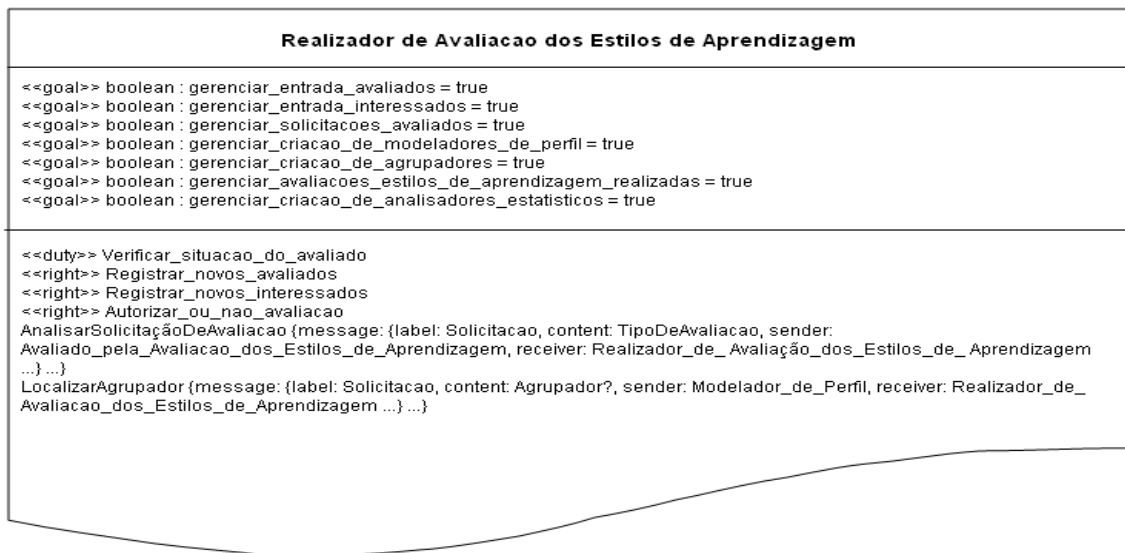 Realizador de Avaliacao dos Estilos de Aprendizagem
<<goal>> boolean : gerenciar_entrada_avaliados = true
<<goal>> boolean : gerenciar_entrada_interessados = true
<<goal>> boolean : gerenciar_solicitacoes_avaliados = true
<<goal>> boolean : gerenciar_criacao_de_modeladores_de_perfil = true
<<goal>> boolean : gerenciar_criacao_de_agrupadores = true
<<goal>> boolean : gerenciar_avaliacoes_estilos_de_aprendizagem_realizadas = true
<<goal>> boolean : gerenciar_criacao_de_analisadores_estatisticos = true
<<duty>> Verificar_situacao_do_avaliado
<<right>> Registrar_novos_avaliados
<<right>> Registrar_novos_interessados
<<right>> Autorizar_ou_nao_avaliacao
AnalisarSolicitaçãoDeAvaliacao {message: {label: Solicitacao, content: TipoDeAvaliacao, sender:
Avaliado_pela_Avaliacao_dos_Estilos_de_Aprendizagem, receiver: Realizador_de_ Avaliação_dos_Estilos_de_ Aprendizagem
...} ...}
LocalizarAgrupador {message: {label: Solicitacao, content: Agrupador?, sender: Modelador_de_Perfil, receiver: Realizador_de_
Avaliacao_dos_Estilos_de_Aprendizagem ...} ...}